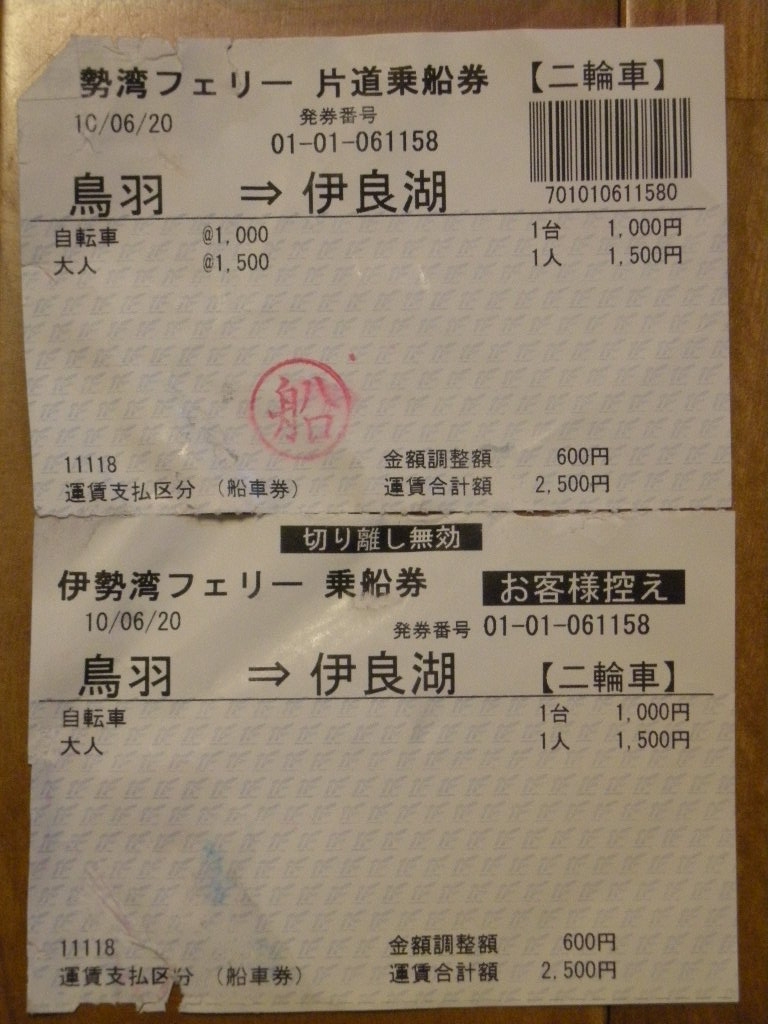 勢湾フェリー 片道乗船券 【二輪車】
10/06/20
発券番号
01-01-061158
701010611580
鳥羽 ⇒ 伊良湖
自転車 @1,000 1台 1,000円
大人 @1,500 1人 1,500円
船
11118 金額調整額 600円
運賃支払区分 (船車券) 運賃合計額 2,500円
切り離し無効
伊勢湾フェリー 乗船券 お客様控え
10/06/20 発券番号 01-01-061158
鳥羽 ⇒ 伊良湖 【二輪車】
自転車 1台 1,000円
大人 1人 1,500円
11118 金額調整額 600円
運賃支払区分 (船車券) 運賃合計額 2,500円